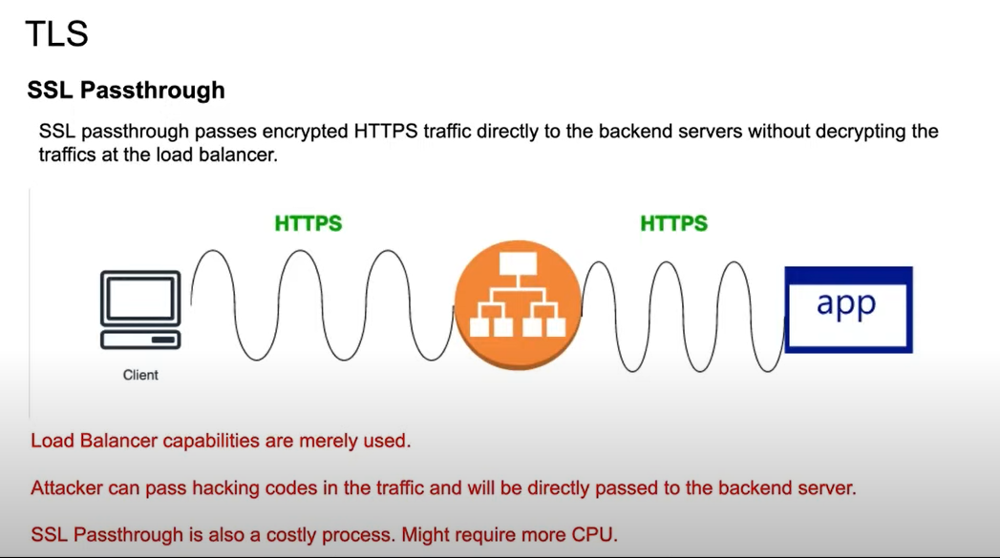 TLS
SSL Passthrough
SSL passthrough passes encrypted HTTPS traffic directly to the backend servers without decrypting the
traffics at the load balancer.
HTTPS
HTTPS
app
Client
Load Balancer capabilities are merely used.
Attacker can pass hacking codes in the traffic and will be directly passed to the backend server.
SSL Passthrough is also a costly process. Might require more CPU.